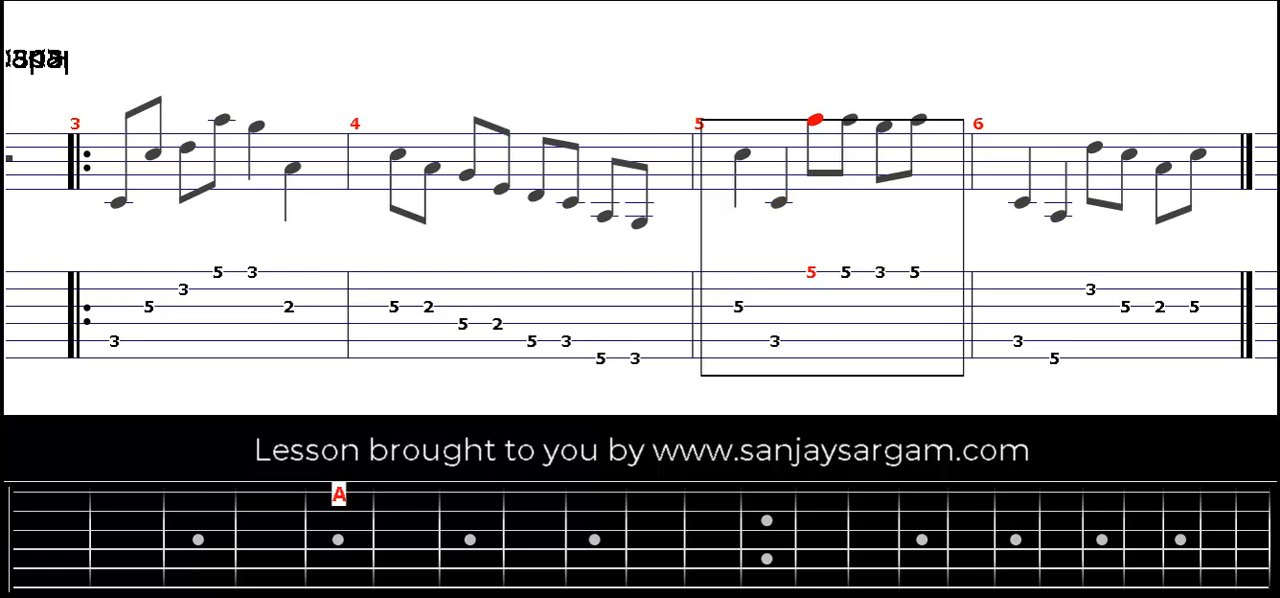 3 4 5 6
5 3 5 5 3 5
3 3
5 2 5 2 5 5 2 5
5 2
3 5 3 3 3
5 3 5
Lesson brought to you by www.sanjaysargam.com
A